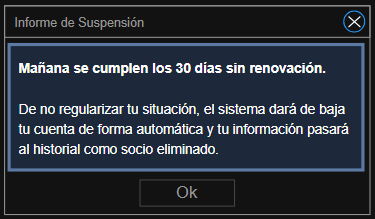 Informe de Suspensión
Mañana se cumplen los 30 días sin renovación.
De no regularizar tu situación, el sistema dará de baja
tu cuenta de forma automática y tu información pasará
al historial como socio eliminado.
Ok